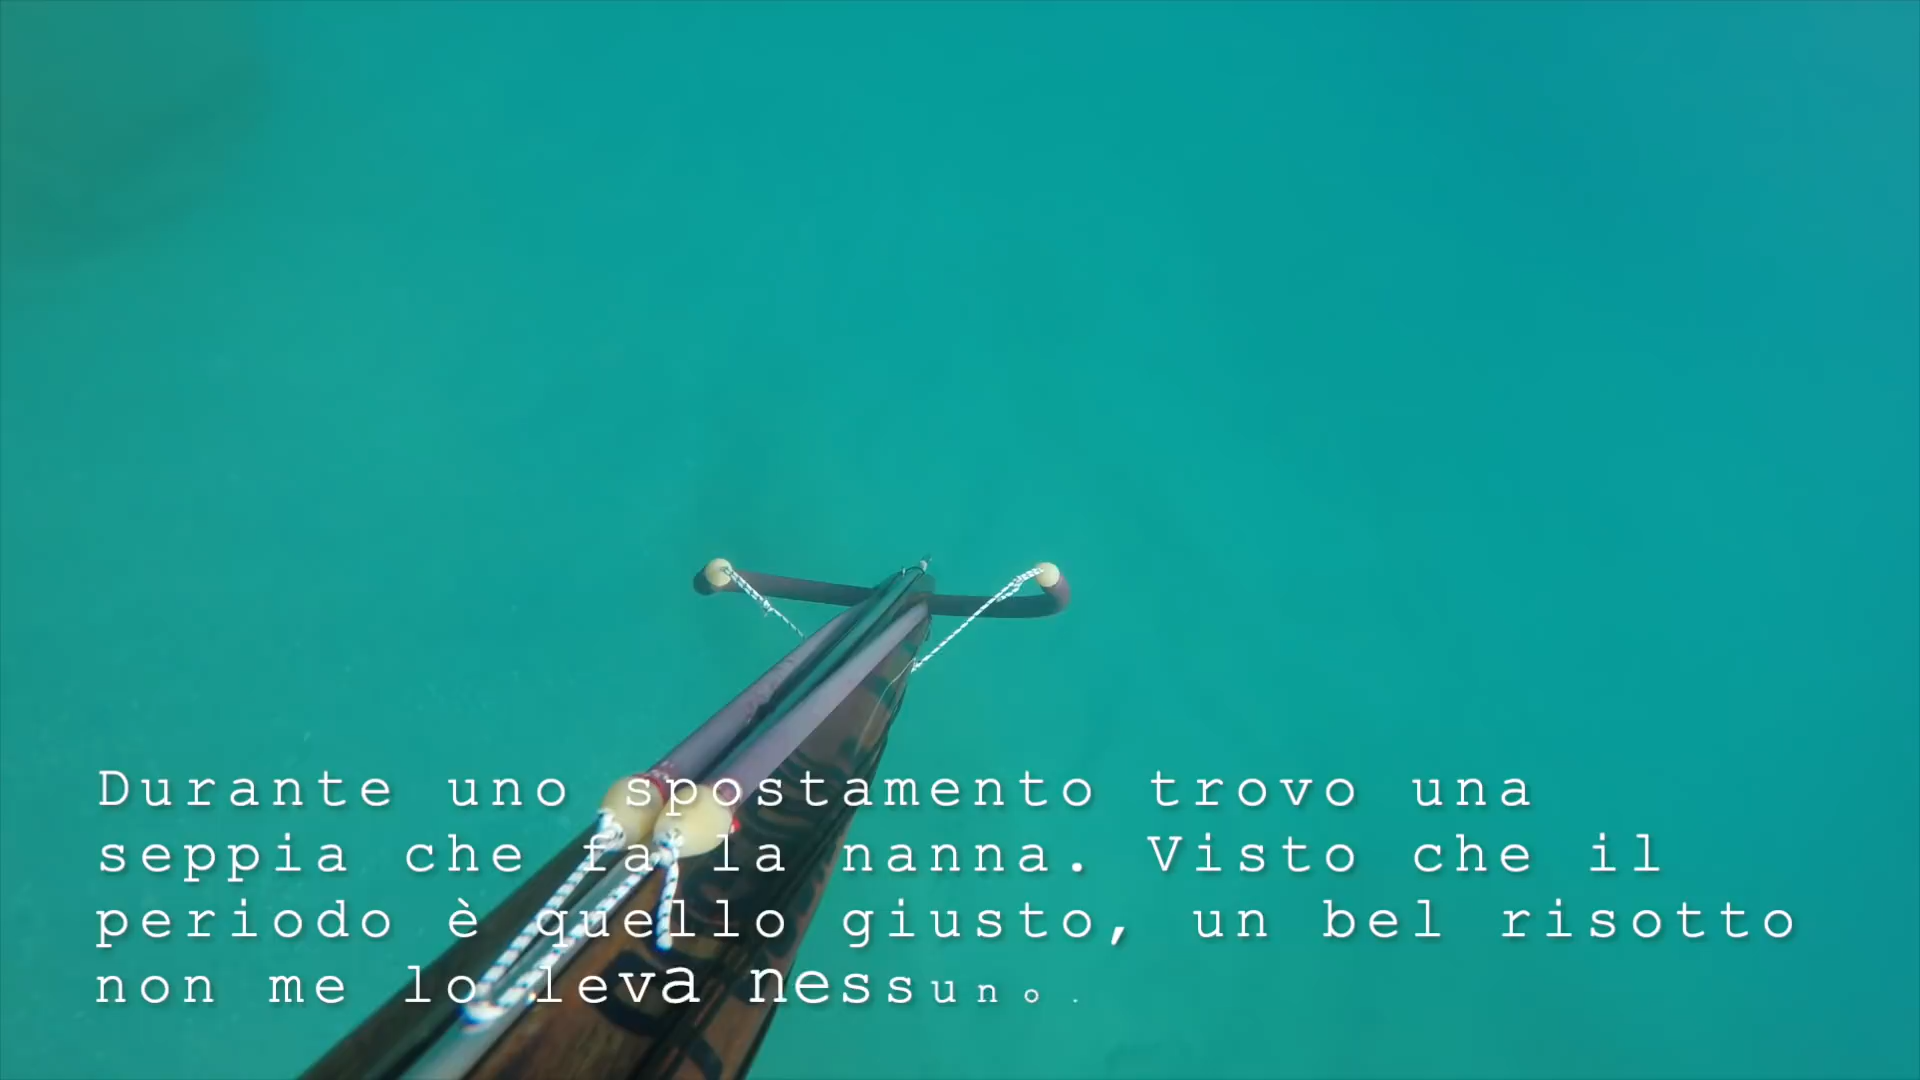 Durante uno spostamento trovo una
seppia che fa la nanna. Visto che il
periodo è quello giusto, un bel risotto
non me lo leva nessuno.